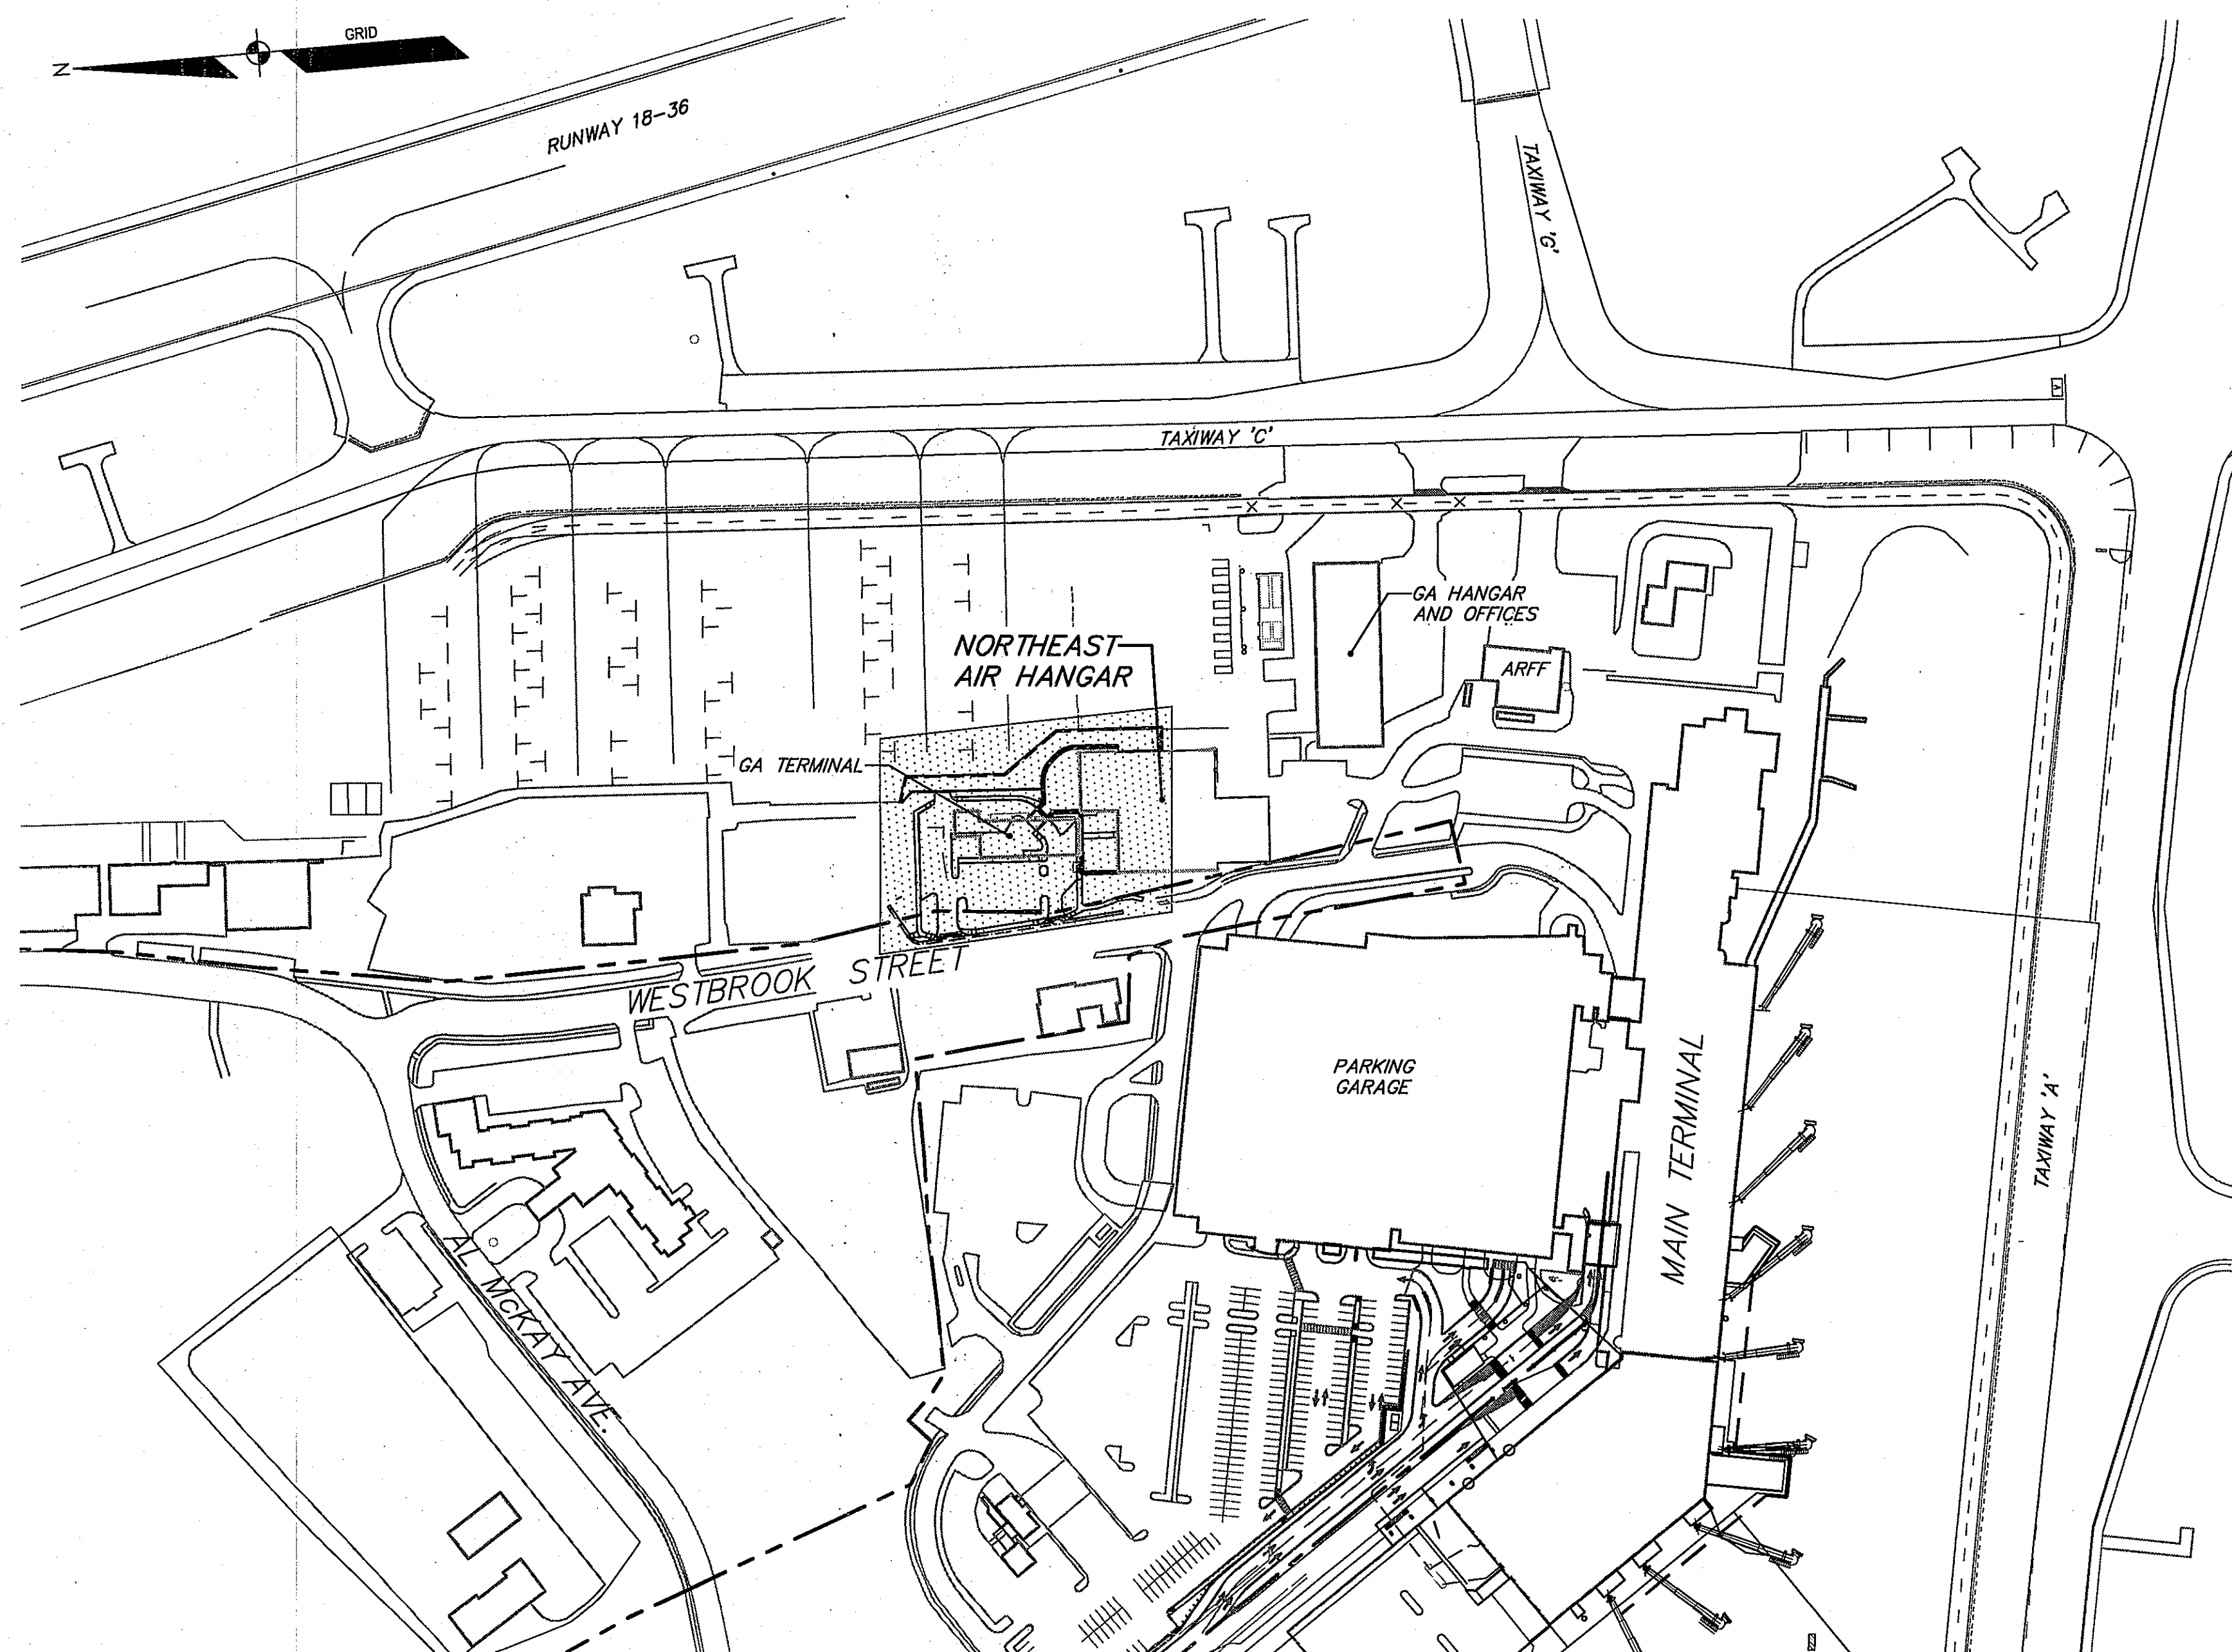 GRID
N
RUNWAY 18-36
TAXIWAY 'G'
TAXIWAY 'C'
GA HANGAR
AND OFFICES
NORTHEAST
AIR HANGAR
ARFF
GA TERMINAL
WESTBROOK STREET
PARKING
GARAGE
MAIN TERMINAL
TAXIWAY 'A'
AL McKAY AVE.